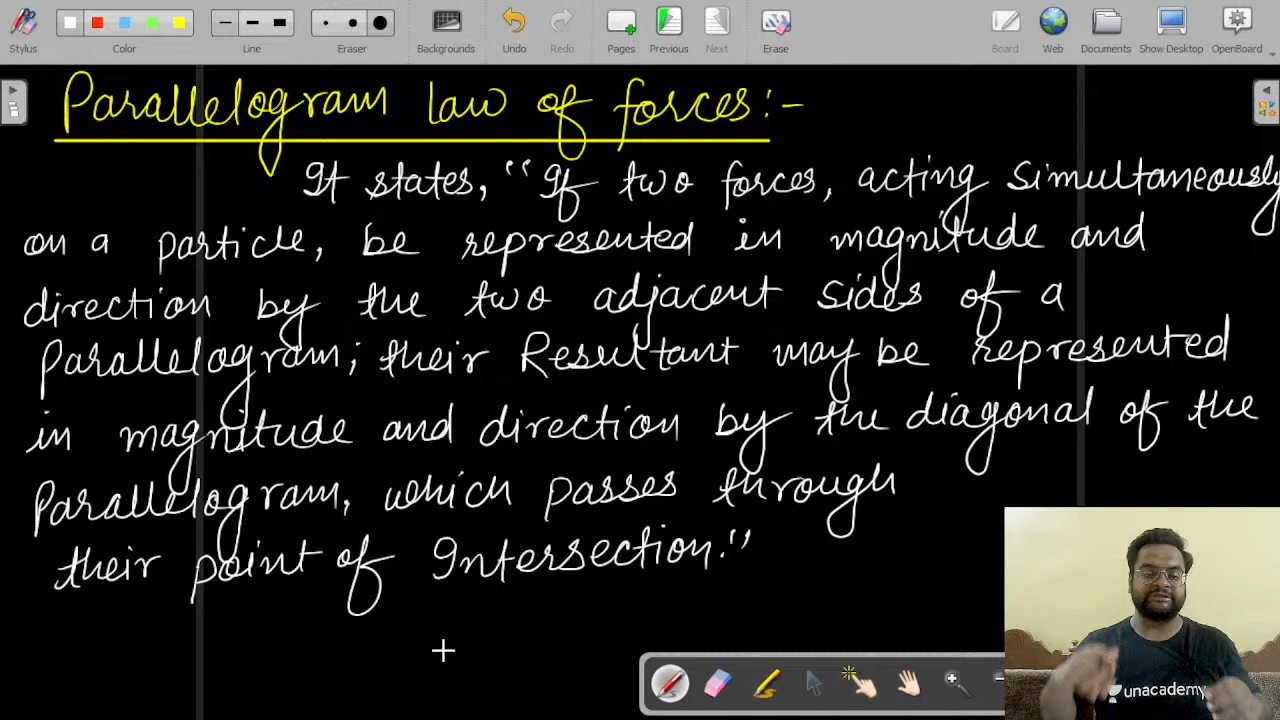 Stylus
Color
Line
Eraser
Backgrounds
Undo
Redo
Pages
Previous
Next
Erase
Board
Web
Documents
Show Desktop
OpenBoard
Parallelogram law of forces:-
It states, "If two forces, acting simultaneously
on a particle, be represented in magnitude and
direction by the two adjacent sides of a
Parallelogram; their Resultant may be represented
in magnitude and direction by the diagonal of the
Parallelogram, which passes through
their point of Intersection."
unacademy